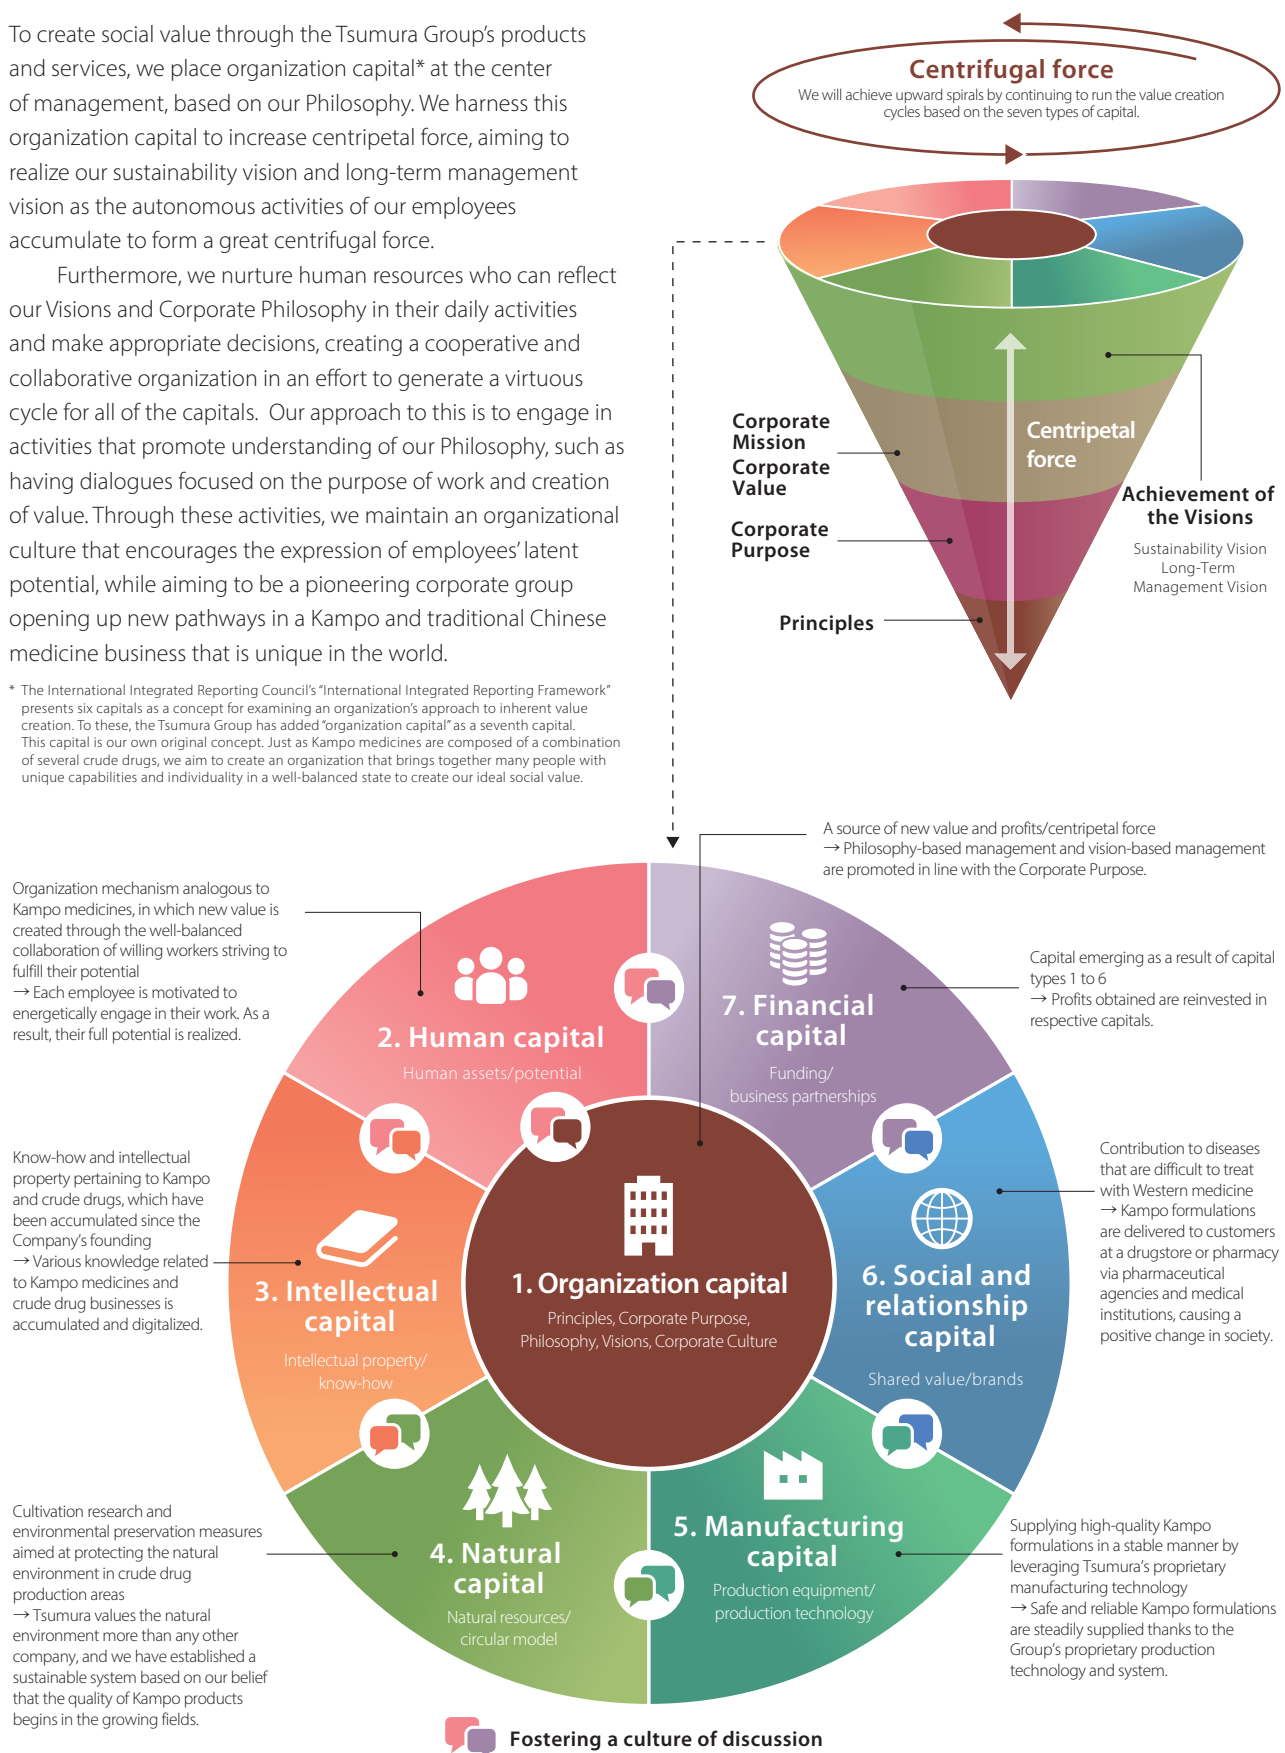 To create social value through the Tsumura Group’s products
and services, we place organization capital* at the center
of management, based on our Philosophy. We harness this
organization capital to increase centripetal force, aiming to
realize our sustainability vision and long-term management
vision as the autonomous activities of our employees
accumulate to form a great centrifugal force.
Furthermore, we nurture human resources who can reflect
our Visions and Corporate Philosophy in their daily activities
and make appropriate decisions, creating a cooperative and
collaborative organization in an effort to generate a virtuous
cycle for all of the capitals. Our approach to this is to engage in
activities that promote understanding of our Philosophy, such as
having dialogues focused on the purpose of work and creation
of value. Through these activities, we maintain an organizational
culture that encourages the expression of employees’ latent
potential, while aiming to be a pioneering corporate group
opening up new pathways in a Kampo and traditional Chinese
medicine business that is unique in the world.
* The International Integrated Reporting Council’s “International Integrated Reporting Framework”
presents six capitals as a concept for examining an organization’s approach to inherent value
creation. To these, the Tsumura Group has added “organization capital” as a seventh capital.
This capital is our own original concept. Just as Kampo medicines are composed of a combination
of several crude drugs, we aim to create an organization that brings together many people with
unique capabilities and individuality in a well-balanced state to create our ideal social value.
Centrifugal force
We will achieve upward spirals by continuing to run the value creation
cycles based on the seven types of capital.
Corporate
Mission
Corporate
Value
Centripetal
force
Corporate
Purpose
Achievement of
the Visions
Sustainability Vision
Long-Term
Management Vision
Principles
A source of new value and profits/centripetal force
→ Philosophy-based management and vision-based management
are promoted in line with the Corporate Purpose.
Organization mechanism analogous to
Kampo medicines, in which new value is
created through the well-balanced
collaboration of willing workers striving to
fulfill their potential
→ Each employee is motivated to
energetically engage in their work. As a
result, their full potential is realized.
2. Human capital
Human assets/potential
7. Financial
capital
Funding/
business partnerships
Capital emerging as a result of capital
types 1 to 6
→ Profits obtained are reinvested in
respective capitals.
Know-how and intellectual
property pertaining to Kampo
and crude drugs, which have
been accumulated since the
Company’s founding
→ Various knowledge related
to Kampo medicines and
crude drug businesses is
accumulated and digitalized.
3. Intellectual
capital
Intellectual property/
know-how
1. Organization capital
Principles, Corporate Purpose,
Philosophy, Visions, Corporate Culture
6. Social and
relationship
capital
Shared value/brands
Contribution to diseases
that are difficult to treat
with Western medicine
→ Kampo formulations
are delivered to customers
at a drugstore or pharmacy
via pharmaceutical
agencies and medical
institutions, causing a
positive change in society.
Cultivation research and
environmental preservation measures
aimed at protecting the natural
environment in crude drug
production areas
→ Tsumura values the natural
environment more than any other
company, and we have established a
sustainable system based on our belief
that the quality of Kampo products
begins in the growing fields.
4. Natural
capital
Natural resources/
circular model
5. Manufacturing
capital
Production equipment/
production technology
Supplying high-quality Kampo
formulations in a stable manner by
leveraging Tsumura’s proprietary
manufacturing technology
→ Safe and reliable Kampo formulations
are steadily supplied thanks to the
Group’s proprietary production
technology and system.
Fostering a culture of discussion